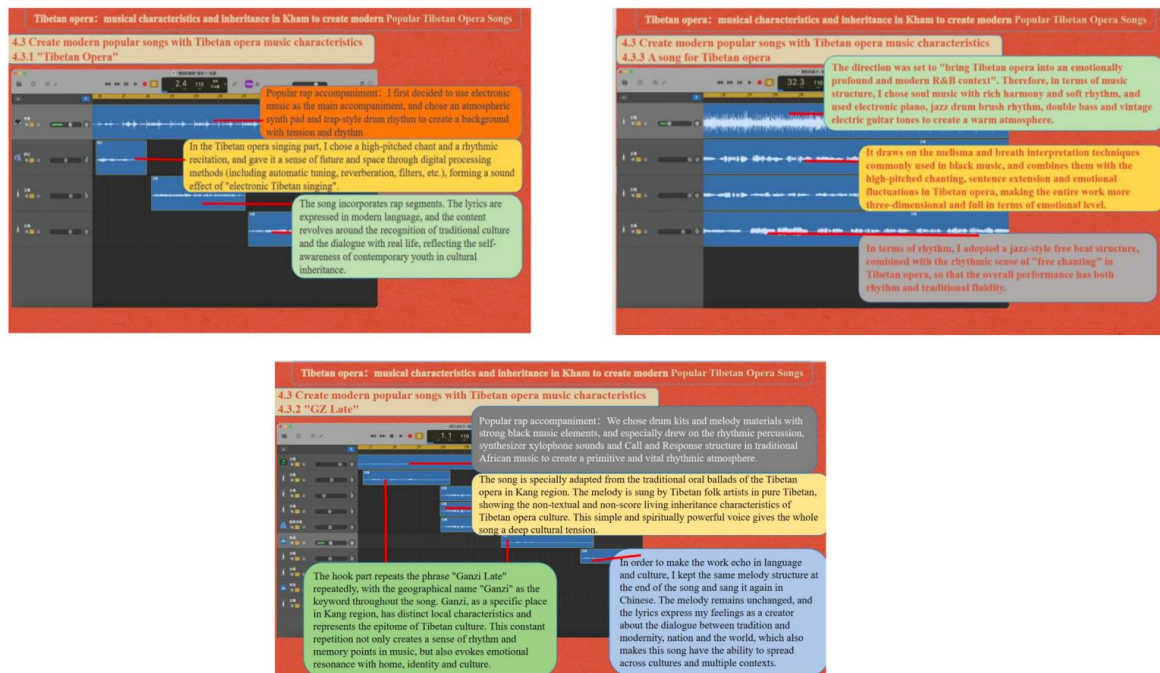 Tibetan opera： musical characteristics and inheritance in Kham to create modern Popular Tibetan Opera Songs
4.3 Create modern popular songs with Tibetan opera music characteristics
4.3.1 "Tibetan Opera"
2.4 110
Popular rap accompaniment： I first decided to use electronic
music as the main accompaniment, and chose an atmospheric
synth pad and trap-style drum rhythm to create a background
with tension and rhythm
In the Tibetan opera singing part, I chose a high-pitched chant and a rhythmic
recitation, and gave it a sense of future and space through digital processing
methods (including automatic tuning, reverberation, filters, etc.), forming a sound
effect of "electronic Tibetan singing".
The song incorporates rap segments. The lyrics are
expressed in modern language, and the content
revolves around the recognition of traditional culture
and the dialogue with real life, reflecting the self-
awareness of contemporary youth in cultural
inheritance.
Tibetan opera： musical characteristics and inheritance in Kham to create modern Popular Tibetan Opera Songs
4.3 Create modern popular songs with Tibetan opera music characteristics
4.3.3 A song for Tibetan opera
32.3 110
The direction was set to "bring Tibetan opera into an emotionally
profound and modern R&B context". Therefore, in terms of music
structure, I chose soul music with rich harmony and soft rhythm, and
used electronic piano, jazz drum brush rhythm, double bass and vintage
electric guitar tones to create a warm atmosphere.
It draws on the melisma and breath interpretation techniques
commonly used in black music, and combines them with the
high-pitched chanting, sentence extension and emotional
fluctuations in Tibetan opera, making the entire work more
three-dimensional and full in terms of emotional level.
In terms of rhythm, I adopted a jazz-style free beat structure,
combined with the rhythmic sense of "free chanting" in
Tibetan opera, so that the overall performance has both
rhythm and traditional fluidity.
Tibetan opera： musical characteristics and inheritance in Kham to create modern Popular Tibetan Opera Songs
4.3 Create modern popular songs with Tibetan opera music characteristics
4.3.2 "GZ Late"
1.1 110
Popular rap accompaniment： We chose drum kits and melody materials with
strong black music elements, and especially drew on the rhythmic percussion,
synthesizer xylophone sounds and Call and Response structure in traditional
African music to create a primitive and vital rhythmic atmosphere.
The song is specially adapted from the traditional oral ballads of the Tibetan
opera in Kang region. The melody is sung by Tibetan folk artists in pure Tibetan,
showing the non-textual and non-score living inheritance characteristics of
Tibetan opera culture. This simple and spiritually powerful voice gives the whole
song a deep cultural tension.
The hook part repeats the phrase "Ganzi Late"
repeatedly, with the geographical name "Ganzi" as the
keyword throughout the song. Ganzi, as a specific place
in Kang region, has distinct local characteristics and
represents the epitome of Tibetan culture. This constant
repetition not only creates a sense of rhythm and
memory points in music, but also evokes emotional
resonance with home, identity and culture.
In order to make the work echo in language
and culture, I kept the same melody structure at
the end of the song and sang it again in
Chinese. The melody remains unchanged, and
the lyrics express my feelings as a creator
about the dialogue between tradition and
modernity, nation and the world, which also
makes this song have the ability to spread
across cultures and multiple contexts.